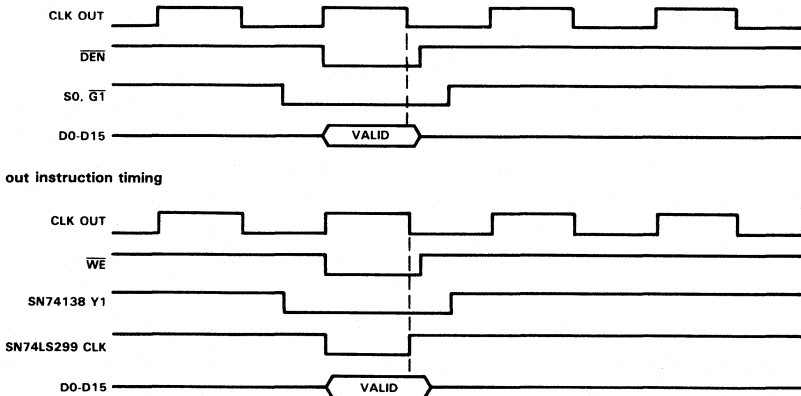 CLK OUT
DEN
S0, G1
D0-D15
VALID
out instruction timing
CLK OUT
WE
SN74138 Y1
SN74LS299 CLK
D0-D15
VALID